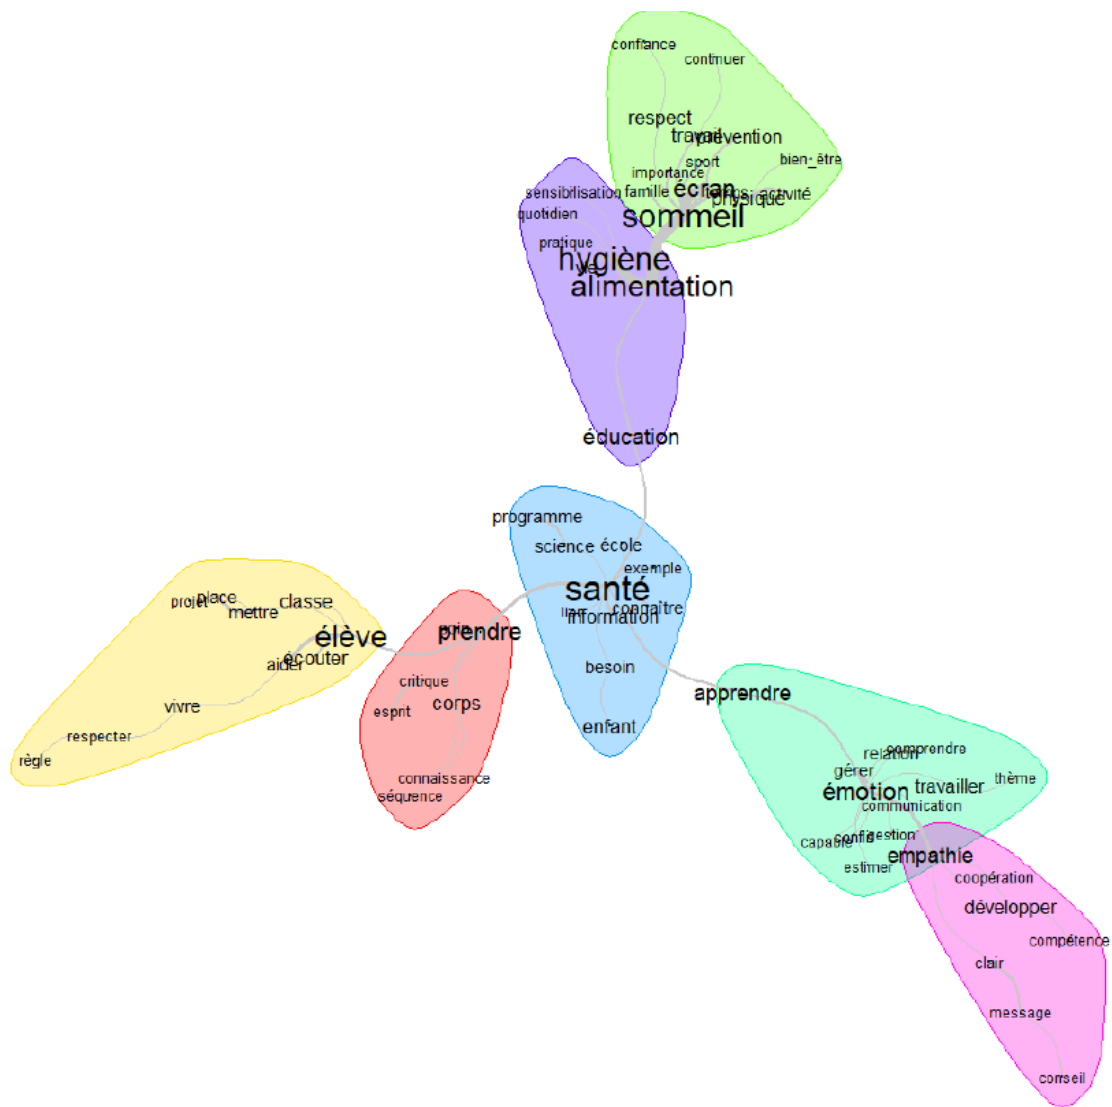 confiance
continuer
respect
travail
prévention
sport
bien_être
importance
sensibilisation
famille
écran
physique
activité
quotidien
sommeil
pratique
hygiène
vie
alimentation
éducation
programme
science
école
exemple
santé
connaître
information
besoin
enfant
projet
place
mettre
classe
élève
aider
écouter
vivre
respecter
règle
prendre
critique
esprit
corps
connaissance
séquence
apprendre
relation
comprendre
gérer
émotion
travailler
thème
communication
capable
gestion
estimer
empathie
coopération
développer
compétence
clair
message
conseil